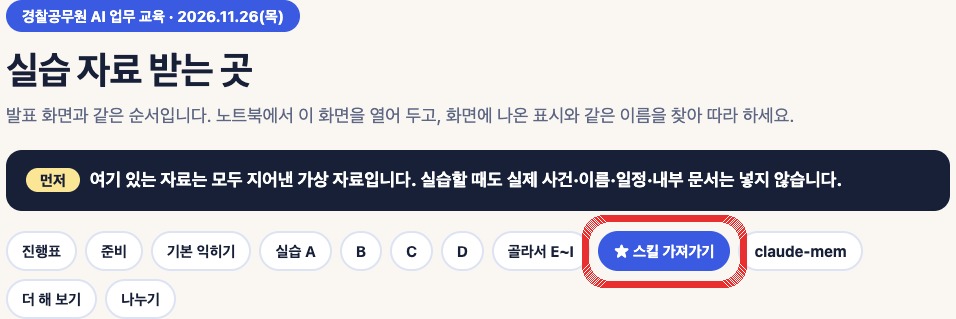 경찰공무원 AI 업무 교육 · 2026.11.26(목)
실습 자료 받는 곳
발표 화면과 같은 순서입니다. 노트북에서 이 화면을 열어 두고, 화면에 나온 표시와 같은 이름을 찾아 따라 하세요.
먼저 여기 있는 자료는 모두 지어낸 가상 자료입니다. 실습할 때도 실제 사건·이름·일정·내부 문서는 넣지 않습니다.
진행표 준비 기본 익히기 실습 A B C D 골라서 E~I ★ 스킬 가져가기 claude-mem
더 해 보기 나누기